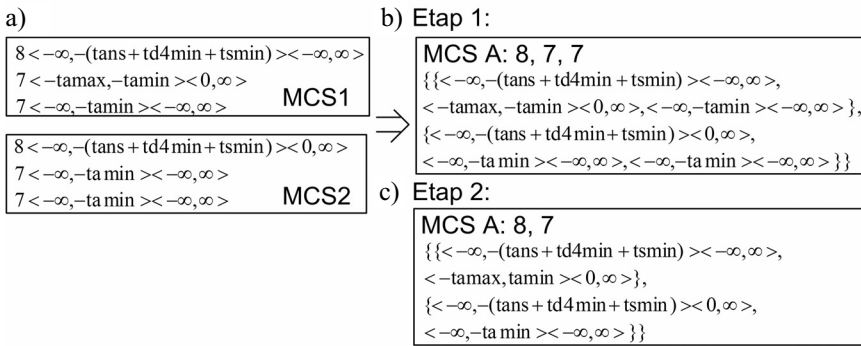 a)
8 <−∞,−(tans+td4min+tsmin) ><−∞,∞>
7 <−tamax,−tamin><0,∞>
7 <−∞,−tamin><−∞,∞>
MCS1
8 <−∞,−(tans+td4min+tsmin) ><0,∞>
7 <−∞,−ta min ><−∞,∞>
7 <−∞,−ta min ><−∞,∞>
MCS2
b) Etap 1:
MCS A: 8, 7, 7
{{<−∞,−(tans+td4min+tsmin) ><−∞,∞>,
<−tamax,−tamin><0,∞>,<−∞,−tamin><−∞,∞>},
{<−∞,−(tans+td4min+tsmin) ><0,∞>,
<−∞,−ta min ><−∞,∞>,<−∞,−ta min ><−∞,∞>}}
c) Etap 2:
MCS A: 8, 7
{{<−∞,−(tans+td4min+tsmin) ><−∞,∞>,
<−tamax,tamin><0,∞>},
{<−∞,−(tans+td4min+tsmin) ><0,∞>,
<−∞,−ta min ><−∞,∞>}}